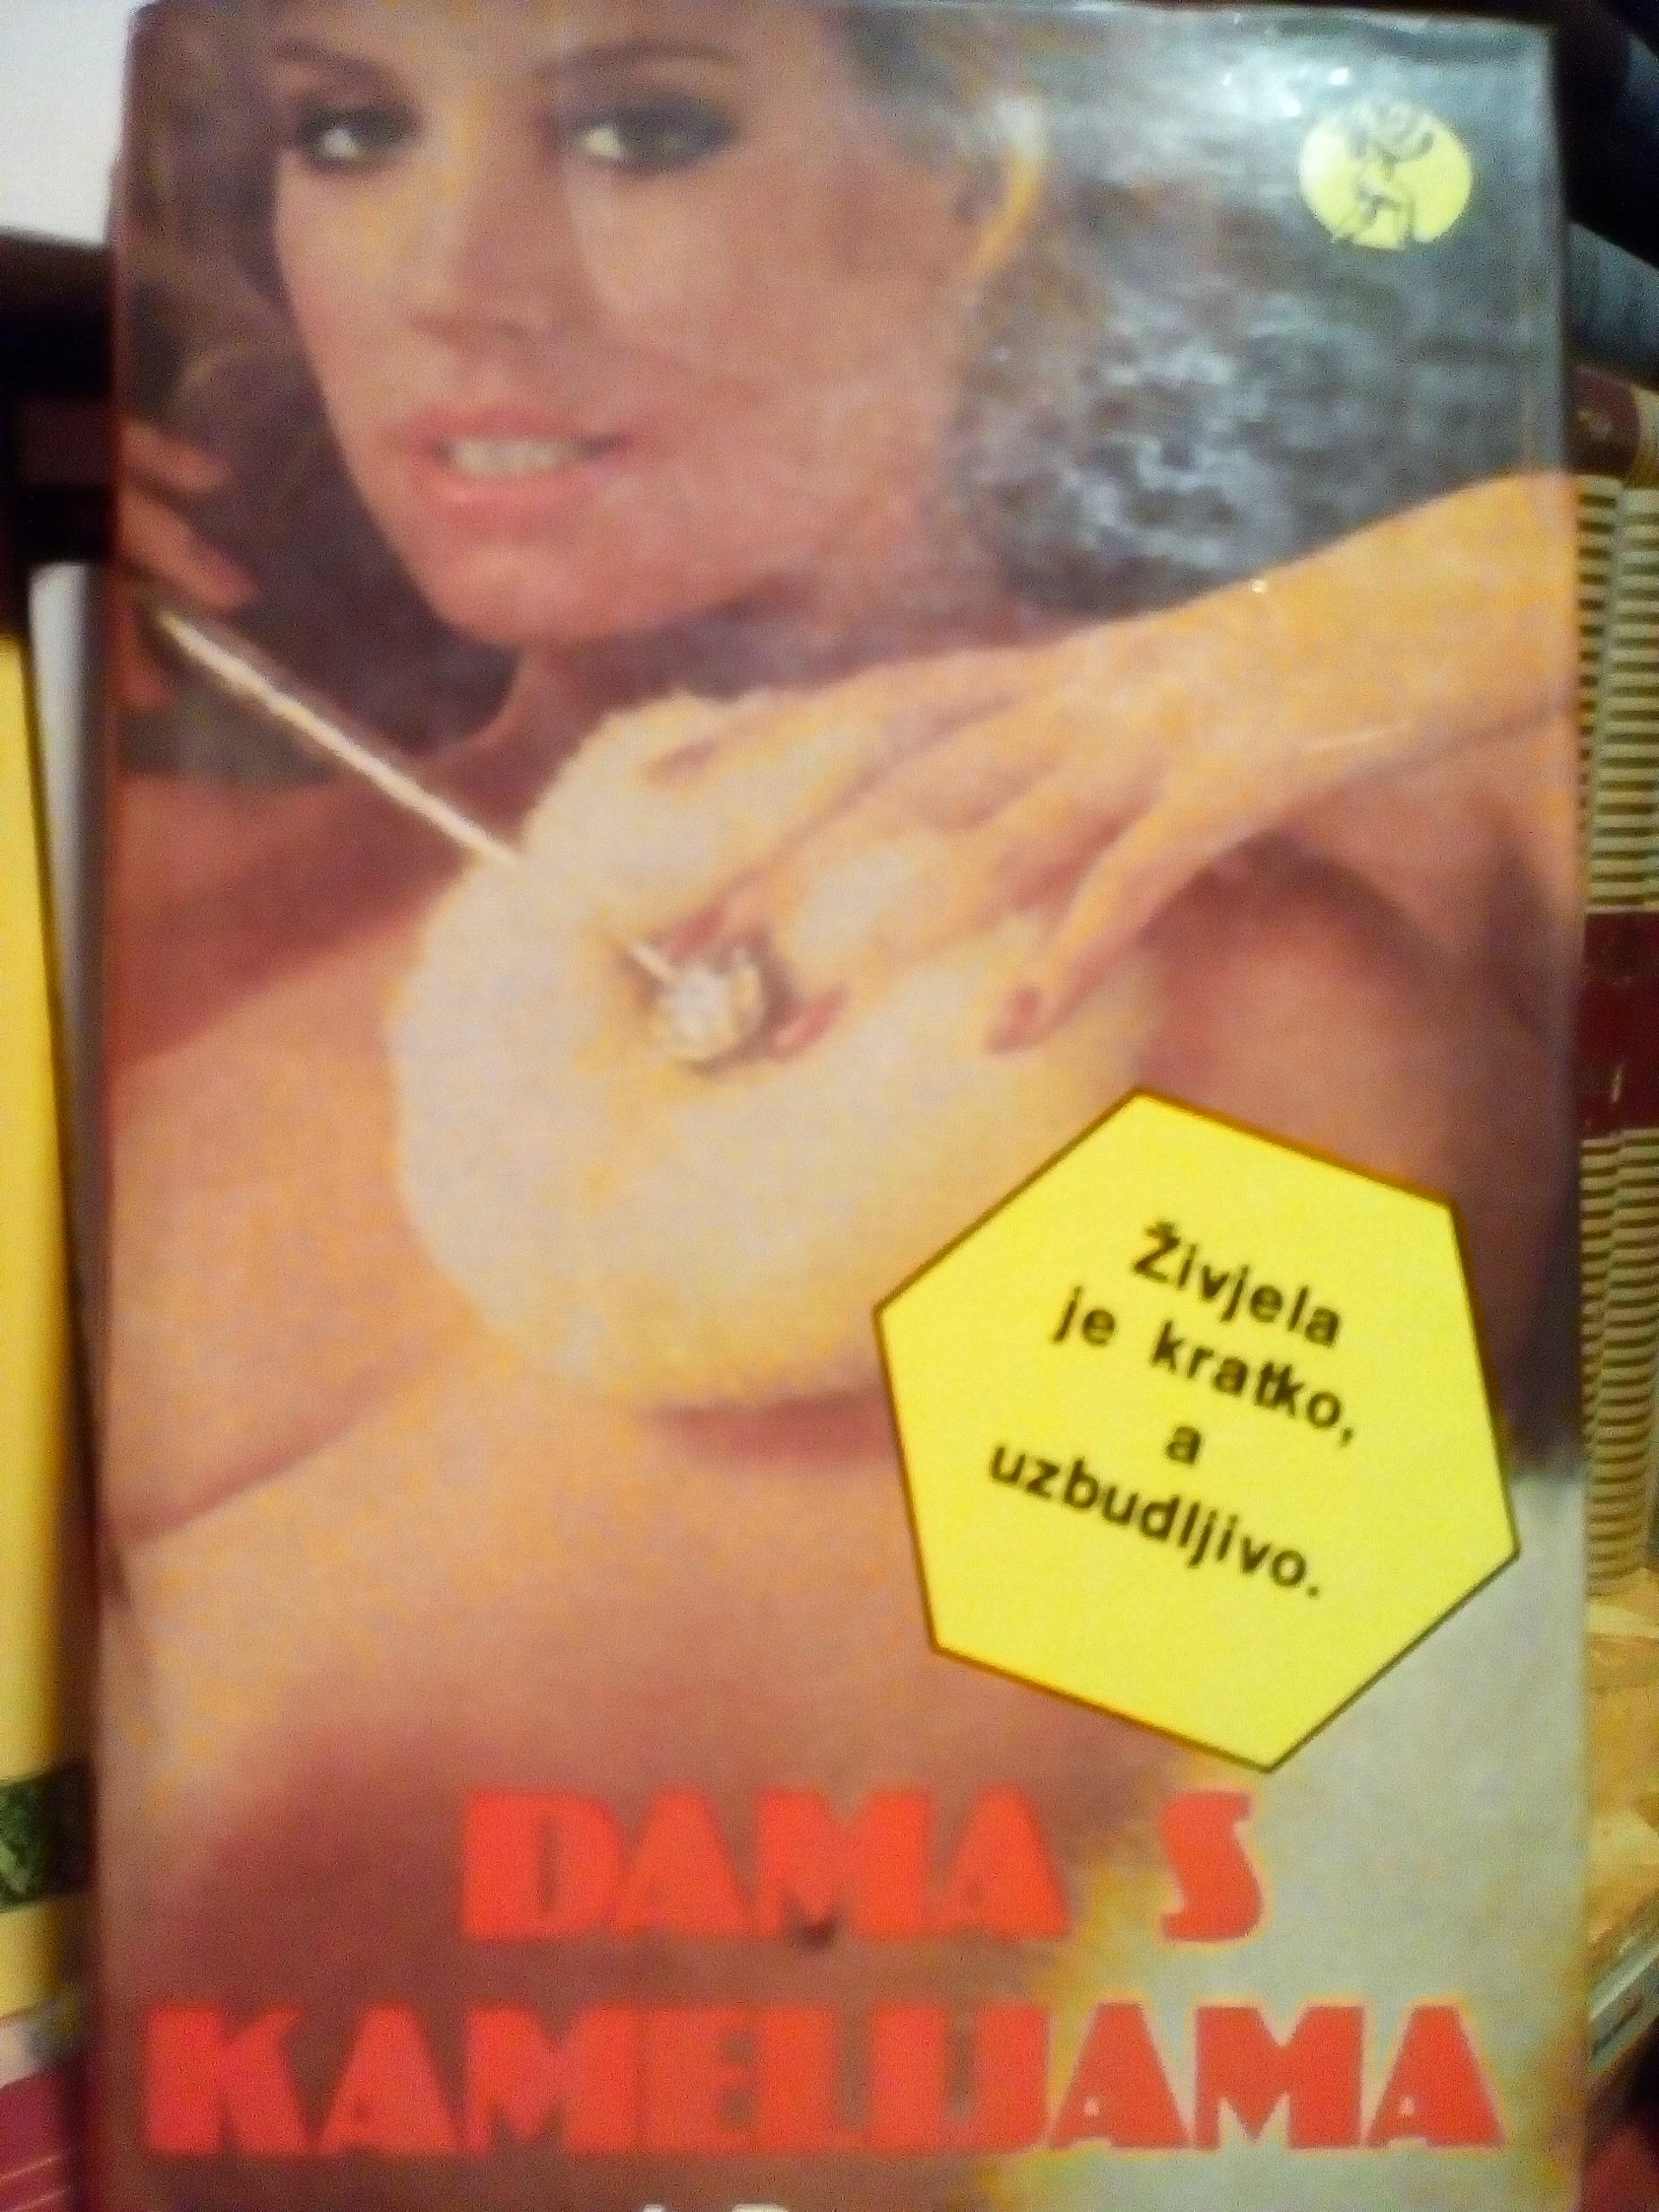 Živjela
je kratko,
a
uzbudljivo.
DAMA S
KAMELIJAMA